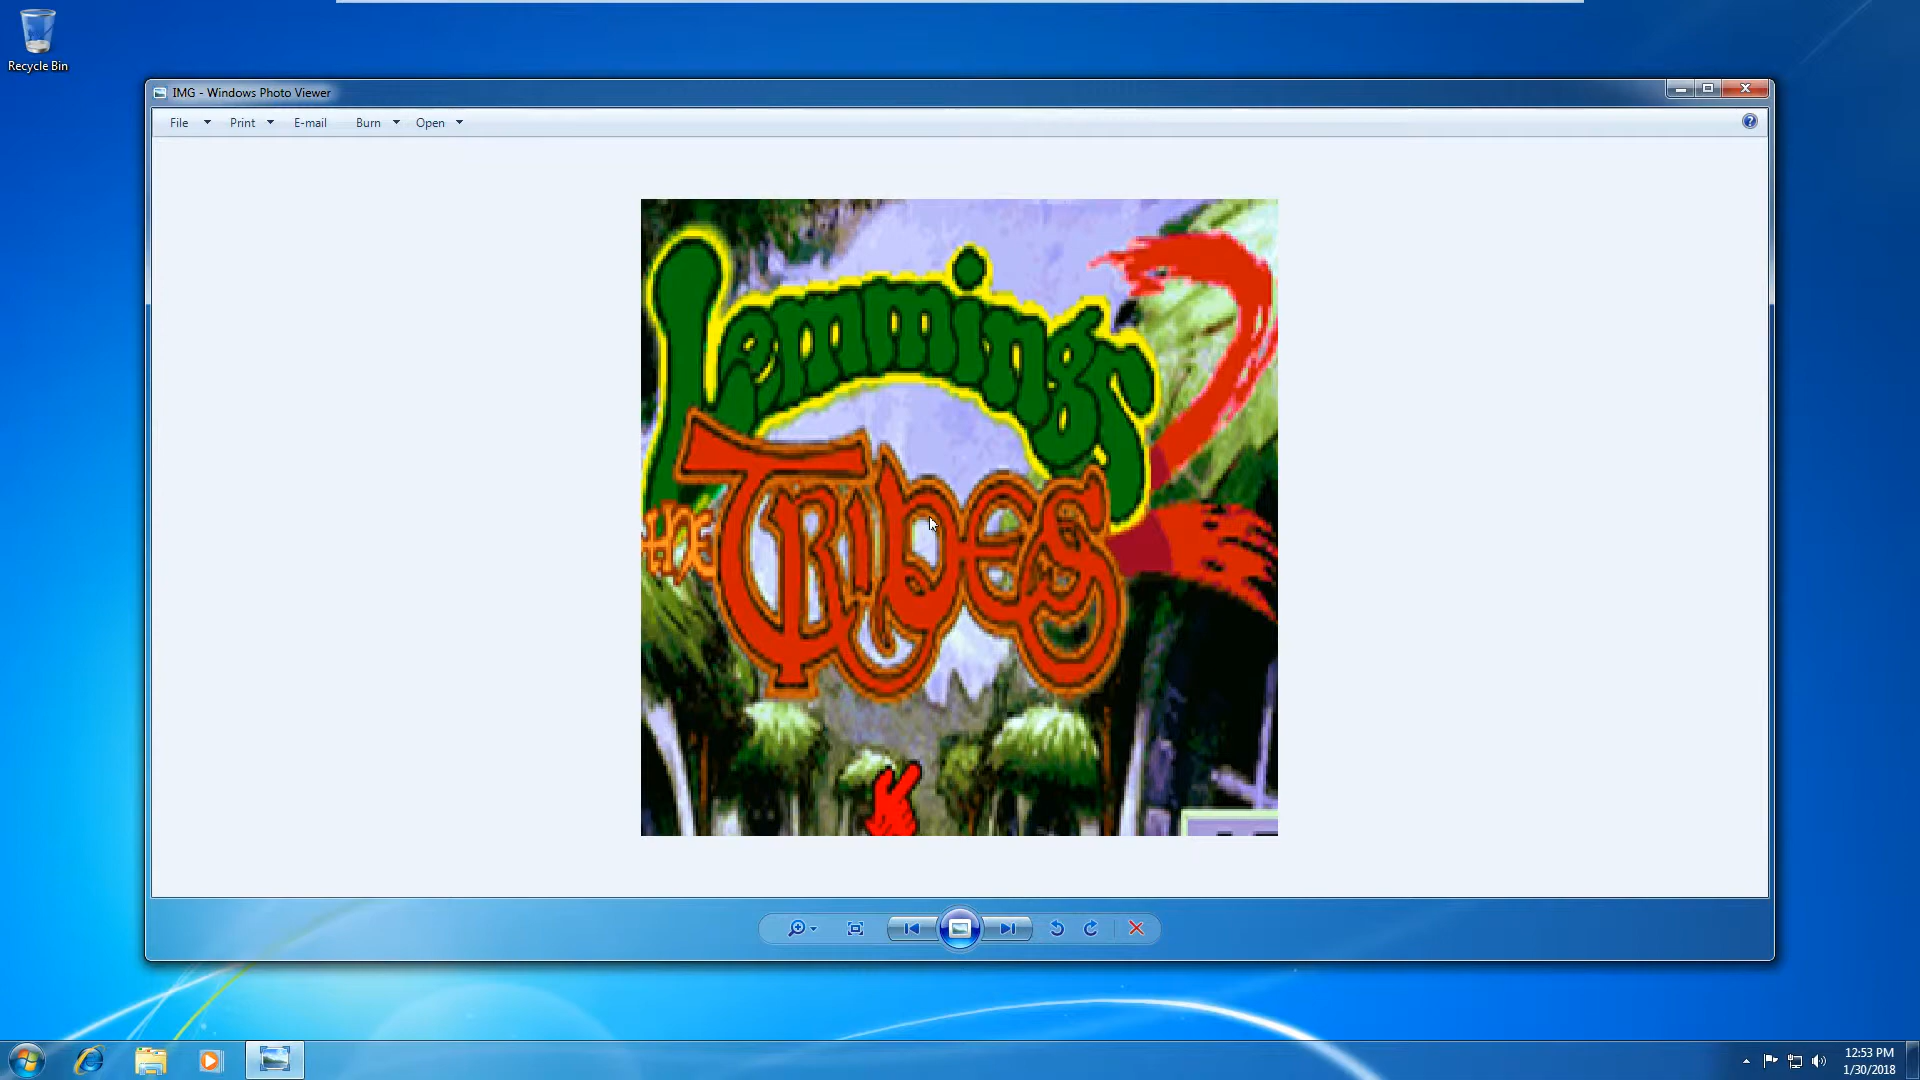 Recycle Bin
IMG - Windows Photo Viewer
File Print E-mail Burn Open
Lemmings 2
the
Tribes
12:53 PM
1/30/2018